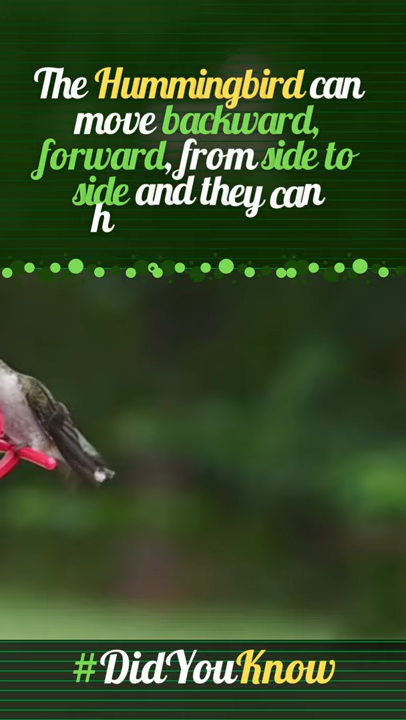 The Hummingbird can
move backward,
forward, from side to
side and they can
h
#DidYouKnow